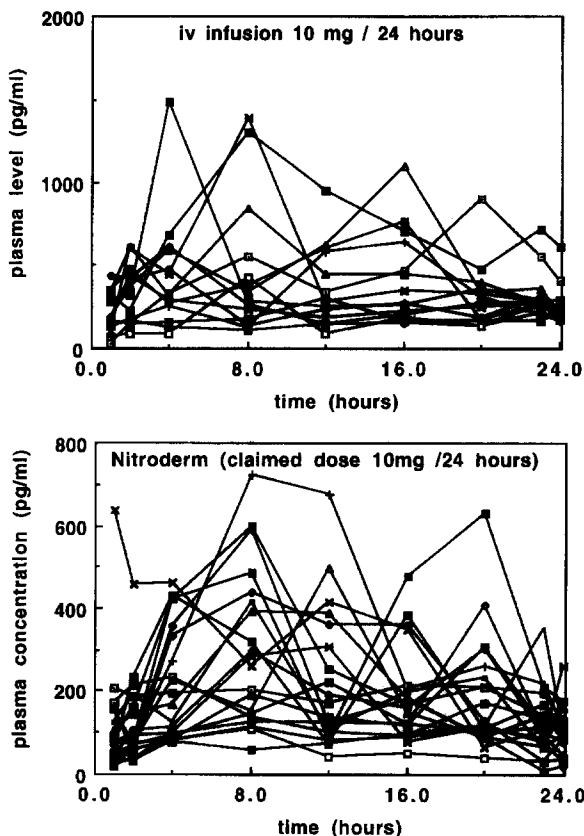 iv infusion 10 mg / 24 hours
plasma level (pg/ml)
2000
1000
0
0.0 8.0 16.0 24.0
time (hours)
Nitroderm (claimed dose 10mg /24 hours)
plasma concentration (pg/ml)
800
600
400
200
0
0.0 8.0 16.0 24.0
time (hours)